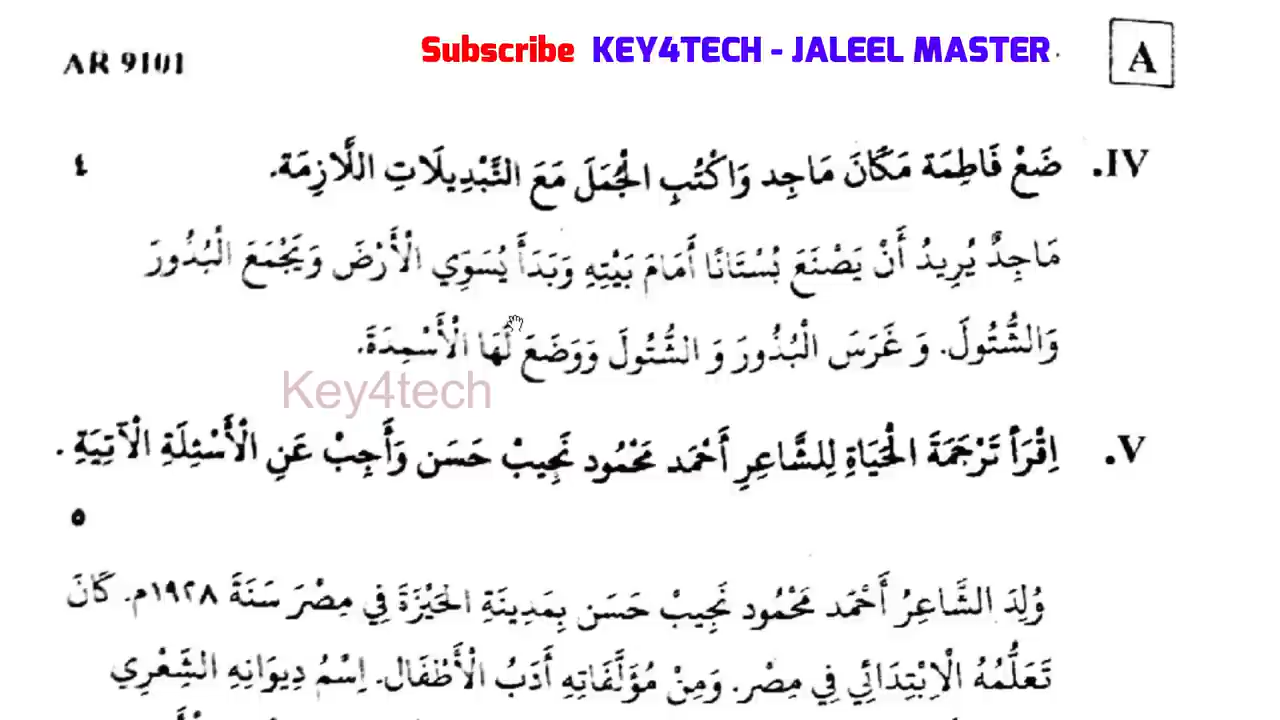 AR 9101
Subscribe KEY4TECH - JALEEL MASTER
A
IV. ضَعْ فَاطِمَة مَكَانَ مَاجِد وَاكْتُبِ الْجُمَلَ مَعَ التَّبْدِيلَاتِ اللَّازِمَة. ٤
مَاجِدٌ يُرِيدُ أَنْ يَصْنَعَ بُسْتَانًا أَمَامَ بَيْتِهِ وَبَدَأَ يُسَوِّي الْأَرْضَ وَيَجْمَعَ الْبُذُورَ
وَالشُّتُولَ. وَ غَرَسَ الْبُذُورَ وَ الشُّتُولَ وَوَضَعَ لَهَا الْأَسْمِدَةَ.
Key4tech
V. اِقْرَأْ تَرْجَمَةَ الْحَيَاةِ لِلشَّاعِرِ أَحْمَد مَحْمُود نَجِيبْ حَسَن وَأَجِبْ عَنِ الْأَسْئِلَةِ الْآتِيَةِ.
٥
وُلِدَ الشَّاعِرُ أَحْمَد مَحْمُود نَجِيبْ حَسَن بِمَدِينَةِ الْجِيْزَةَ فِي مِصْرَ سَنَةَ ١٩٢٨م. كَانَ
تَعَلُّمُهُ الْاِبْتِدَائِي فِي مِصْر. وَمِنْ مُؤَلَّفَاتِهِ أَدَبُ الْأَطْفَال. اِسْمُ دِيوَانِهِ الشِّعْرِي